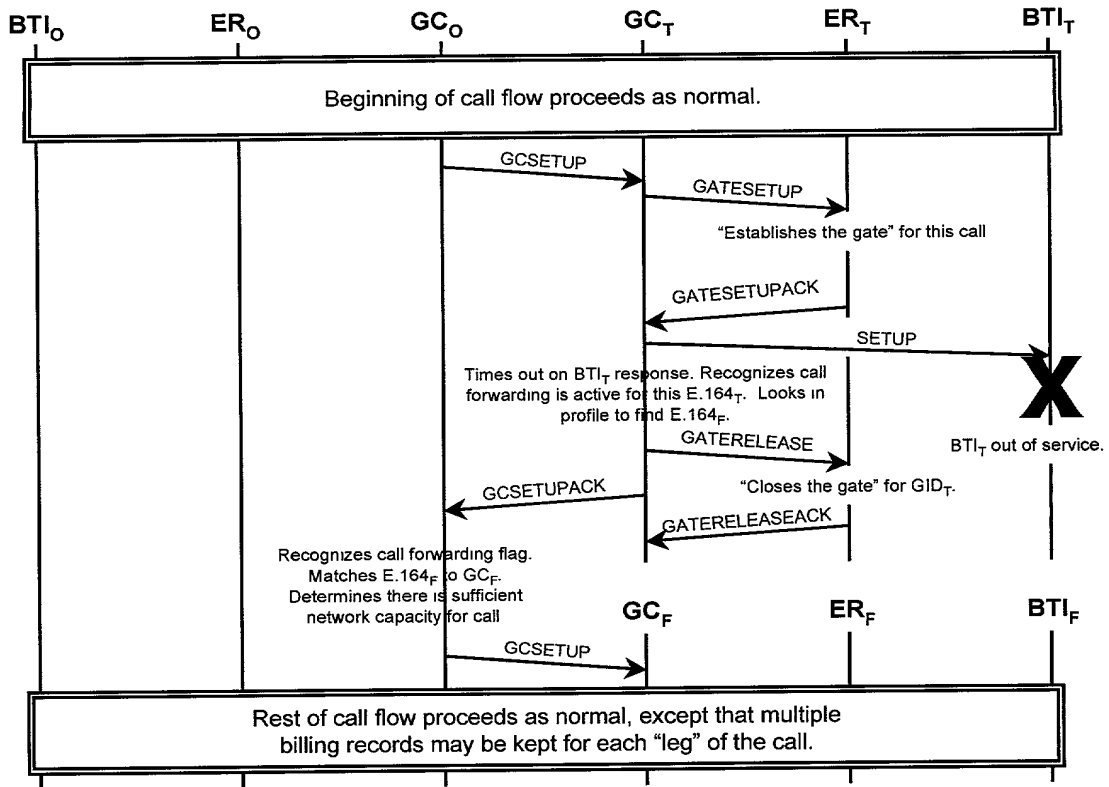 BTIO ERO GCO GCT ERT BTIT
Beginning of call flow proceeds as normal.
GCSETUP
GATESETUP
“Establishes the gate” for this call
GATESETUPACK
SETUP
Times out on BTIT response. Recognizes call
forwarding is active for this E.164T. Looks in
profile to find E.164F.
X
BTIT out of service.
GATERELEASE
“Closes the gate” for GIDT.
GCSETUPACK
GATERELEASEACK
Recognizes call forwarding flag.
Matches E.164F to GCF.
Determines there is sufficient
network capacity for call
GCF ERF BTIF
GCSETUP
Rest of call flow proceeds as normal, except that multiple
billing records may be kept for each “leg” of the call.